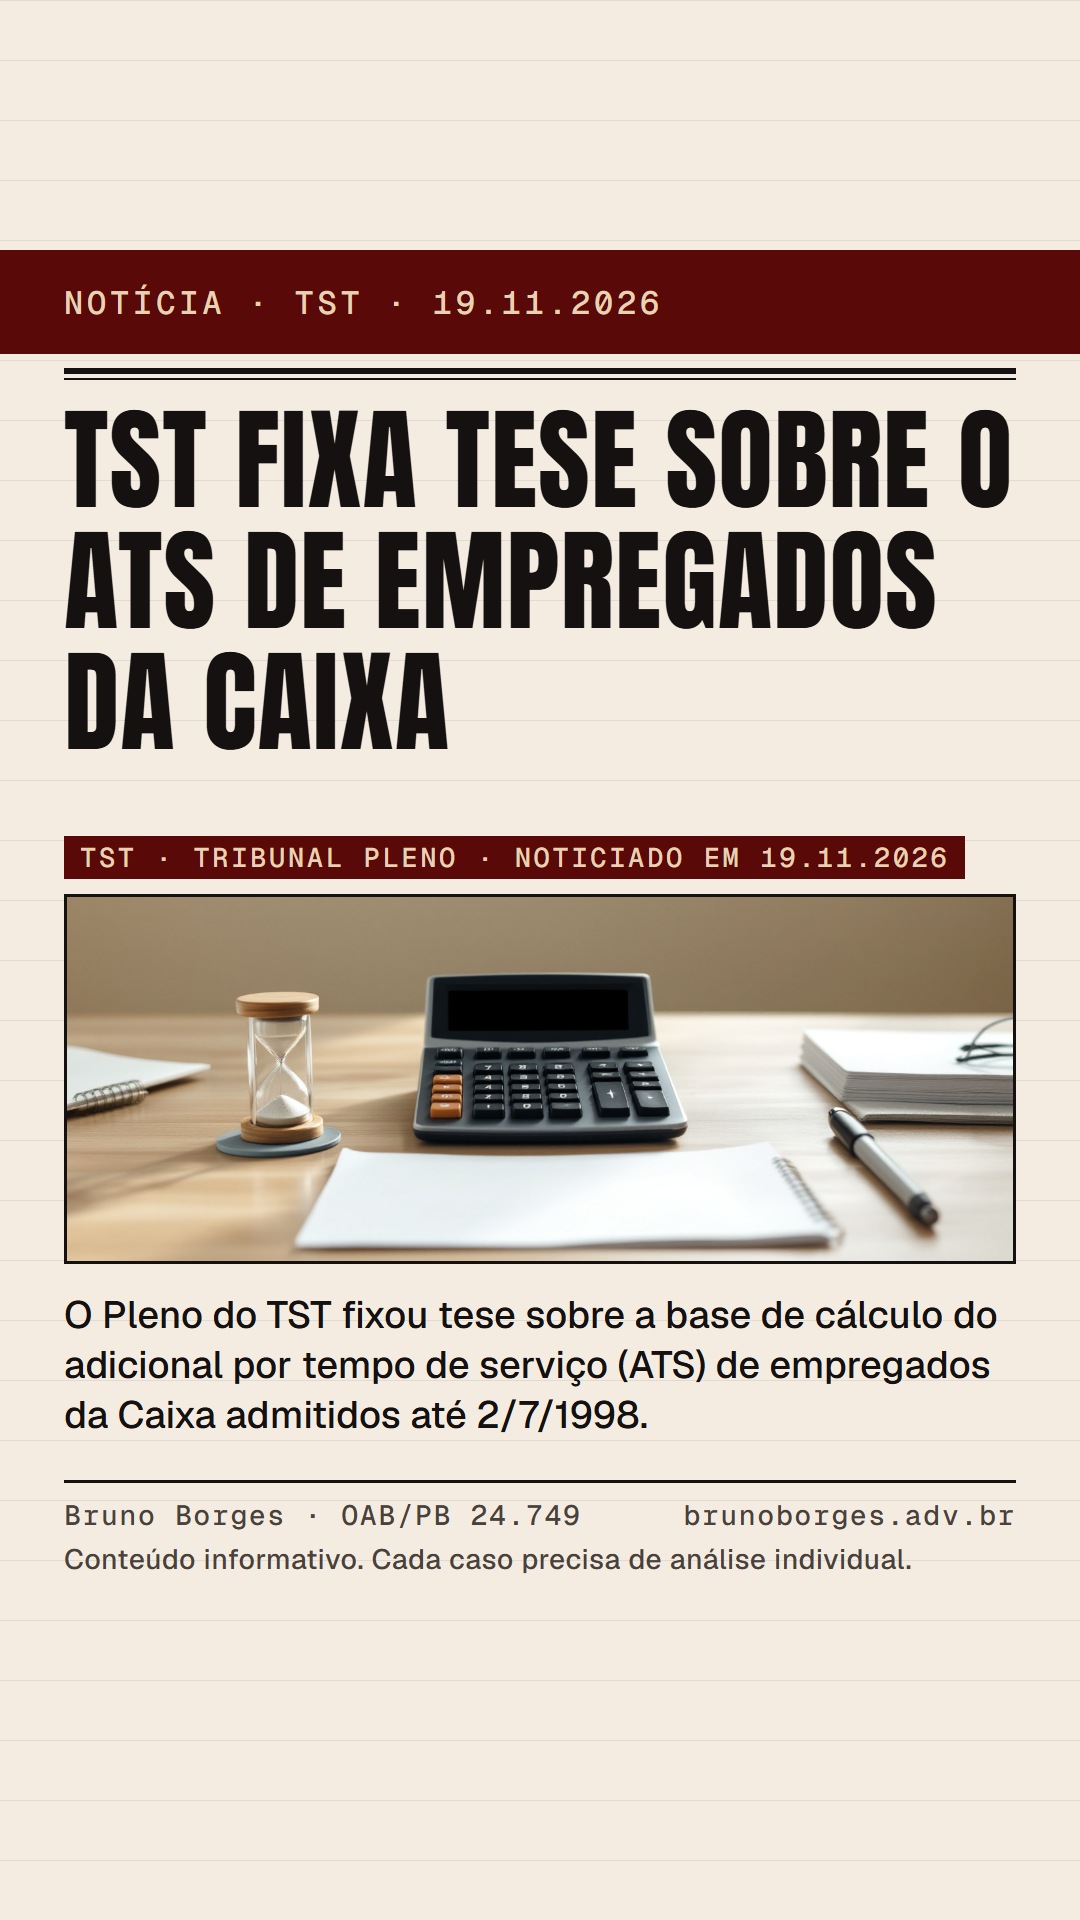 NOTÍCIA · TST · 19.11.2026
TST FIXA TESE SOBRE O
ATS DE EMPREGADOS
DA CAIXA
TST · TRIBUNAL PLENO · NOTICIADO EM 19.11.2026
O Pleno do TST fixou tese sobre a base de cálculo do
adicional por tempo de serviço (ATS) de empregados
da Caixa admitidos até 2/7/1998.
Bruno Borges · OAB/PB 24.749 brunoborges.adv.br
Conteúdo informativo. Cada caso precisa de análise individual.